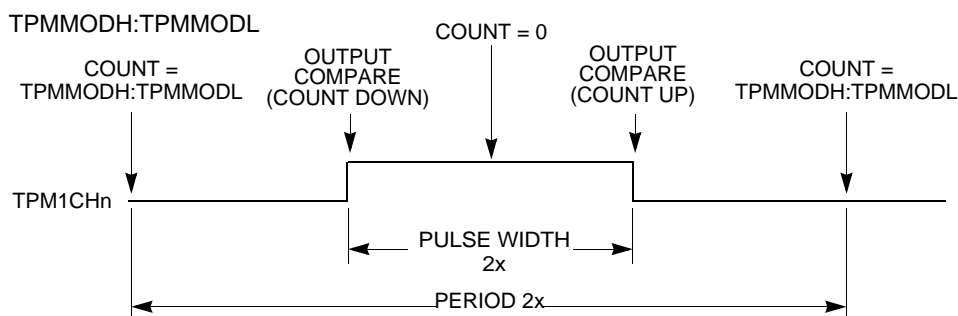 TPMMODH:TPMMODL
COUNT = 0
COUNT =
TPMMODH:TPMMODL
OUTPUT
COMPARE
(COUNT DOWN)
OUTPUT
COMPARE
(COUNT UP)
COUNT =
TPMMODH:TPMMODL
TPM1CHn
PULSE WIDTH
2x
PERIOD 2x